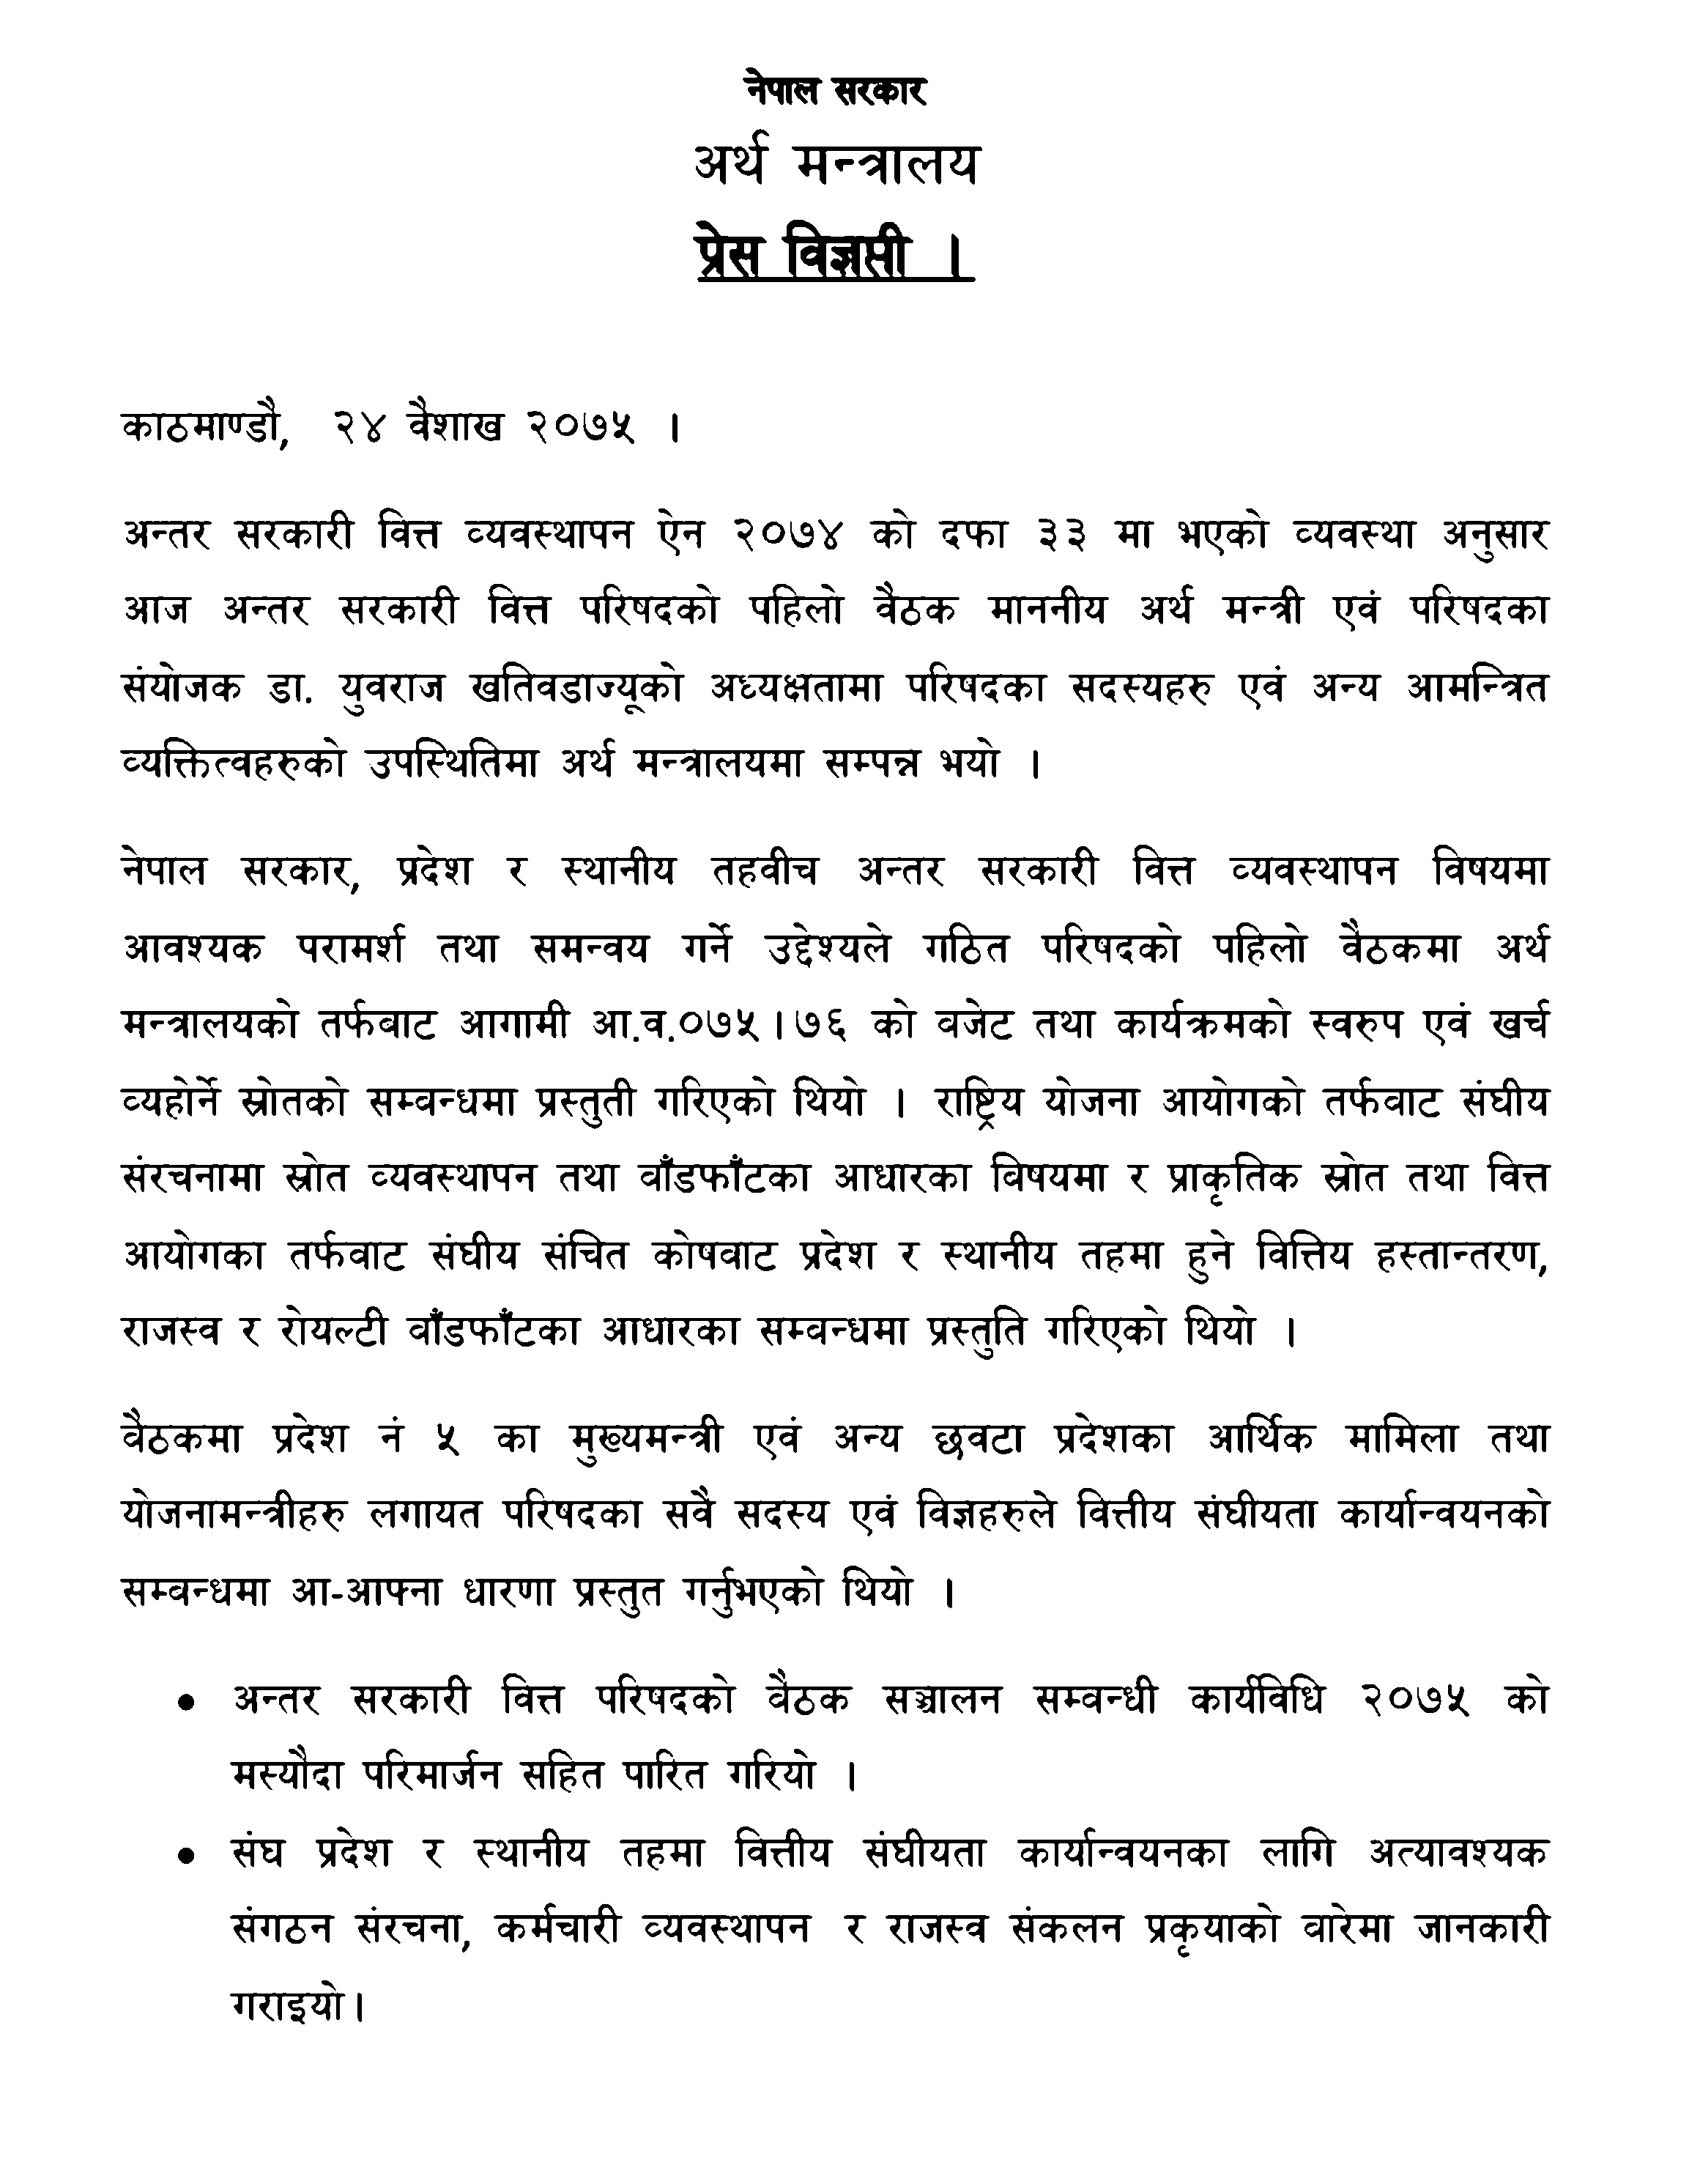 नेपाल सरकार
अर्थ मन्त्रालय
प्रेस विज्ञप्ती ।
काठमाण्डौ, २४ वैशाख २०७५ ।
अन्तर सरकारी वित्त व्यवस्थापन ऐन २०७४ को दफा ३३ मा भएको व्यवस्था अनुसार
आज अन्तर सरकारी वित्त परिषदको पहिलो वैठक माननीय अर्थ मन्त्री एवं परिषदका
संयोजक डा. युवराज खतिवडाज्यूको अध्यक्षतामा परिषदका सदस्यहरु एवं अन्य आमन्त्रित
व्यक्तित्वहरुको उपस्थितिमा अर्थ मन्त्रालयमा सम्पन्न भयो ।
नेपाल सरकार, प्रदेश र स्थानीय तहवीच अन्तर सरकारी वित्त व्यवस्थापन विषयमा
आवश्यक परामर्श तथा समन्वय गर्ने उद्देश्यले गठित परिषदको पहिलो वैठकमा अर्थ
मन्त्रालयको तर्फबाट आगामी आ.व.०७५।७६ को बजेट तथा कार्यक्रमको स्वरुप एवं खर्च
व्यहोर्ने स्रोतको सम्वन्धमा प्रस्तुती गरिएको थियो । राष्ट्रिय योजना आयोगको तर्फवाट संघीय
संरचनामा स्रोत व्यवस्थापन तथा वाँडफाँटका आधारका बिषयमा र प्राकृतिक स्रोत तथा वित्त
आयोगका तर्फवाट संघीय संचित कोषवाट प्रदेश र स्थानीय तहमा हुने वित्तिय हस्तान्तरण,
राजस्व र रोयल्टी वाँडफाँटका आधारका सम्वन्धमा प्रस्तुति गरिएको थियो ।
वैठकमा प्रदेश नं ५ का मुख्यमन्त्री एवं अन्य छवटा प्रदेशका आर्थिक मामिला तथा
योजनामन्त्रीहरु लगायत परिषदका सवै सदस्य एवं विज्ञहरुले वित्तीय संघीयता कार्यान्वयनको
सम्वन्धमा आ-आफ्ना धारणा प्रस्तुत गर्नुभएको थियो ।
• अन्तर सरकारी वित्त परिषदको वैठक सञ्चालन सम्वन्धी कार्यविधि २०७५ को
मस्यौदा परिमार्जन सहित पारित गरियो ।
• संघ प्रदेश र स्थानीय तहमा वित्तीय संघीयता कार्यान्वयनका लागि अत्यावश्यक
संगठन संरचना, कर्मचारी व्यवस्थापन र राजस्व संकलन प्रकृयाको वारेमा जानकारी
गराइयो।